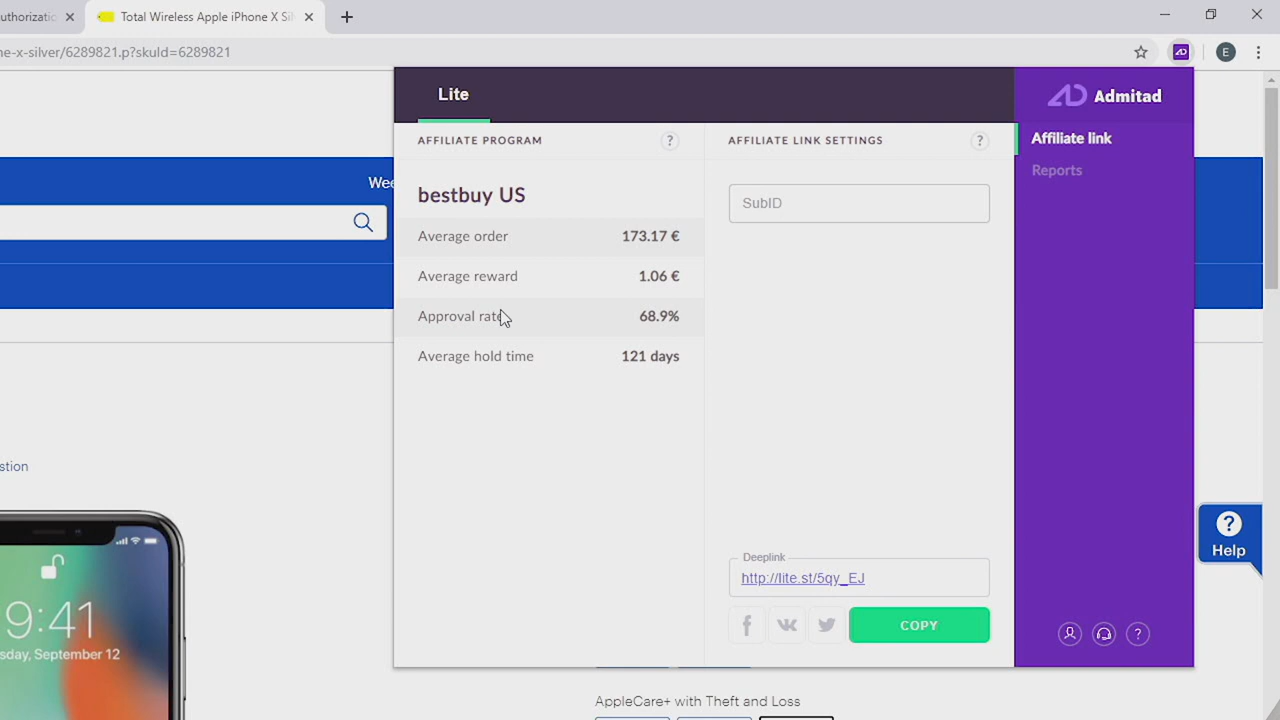 uthorizatio
Total Wireless Apple iPhone X Sil
ne-x-silver/6289821.p?skuId=6289821
E
Lite
Admitad
AFFILIATE PROGRAM ?
AFFILIATE LINK SETTINGS ?
Affiliate link
Reports
Wee
bestbuy US
SubID
Average order 173.17 €
Average reward 1.06 €
Approval rate 68.9%
Average hold time 121 days
stion
?
Help
Deeplink
http://lite.st/5qy_EJ
COPY
?
9:41
sday, September 12
AppleCare+ with Theft and Loss